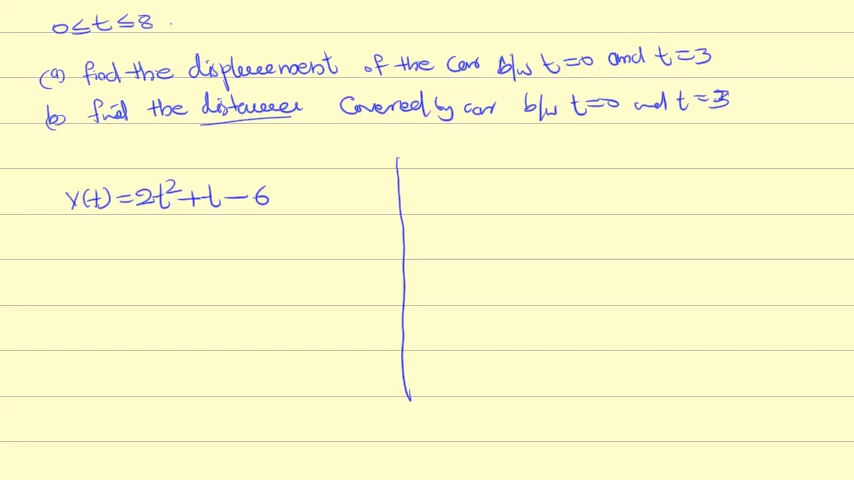 0≤t≤8.
(a) find the displacement of the car b/w t=0 and t=3
b) find the distance covered by car b/w t=0 and t=3
v(t)=2t²+t-6